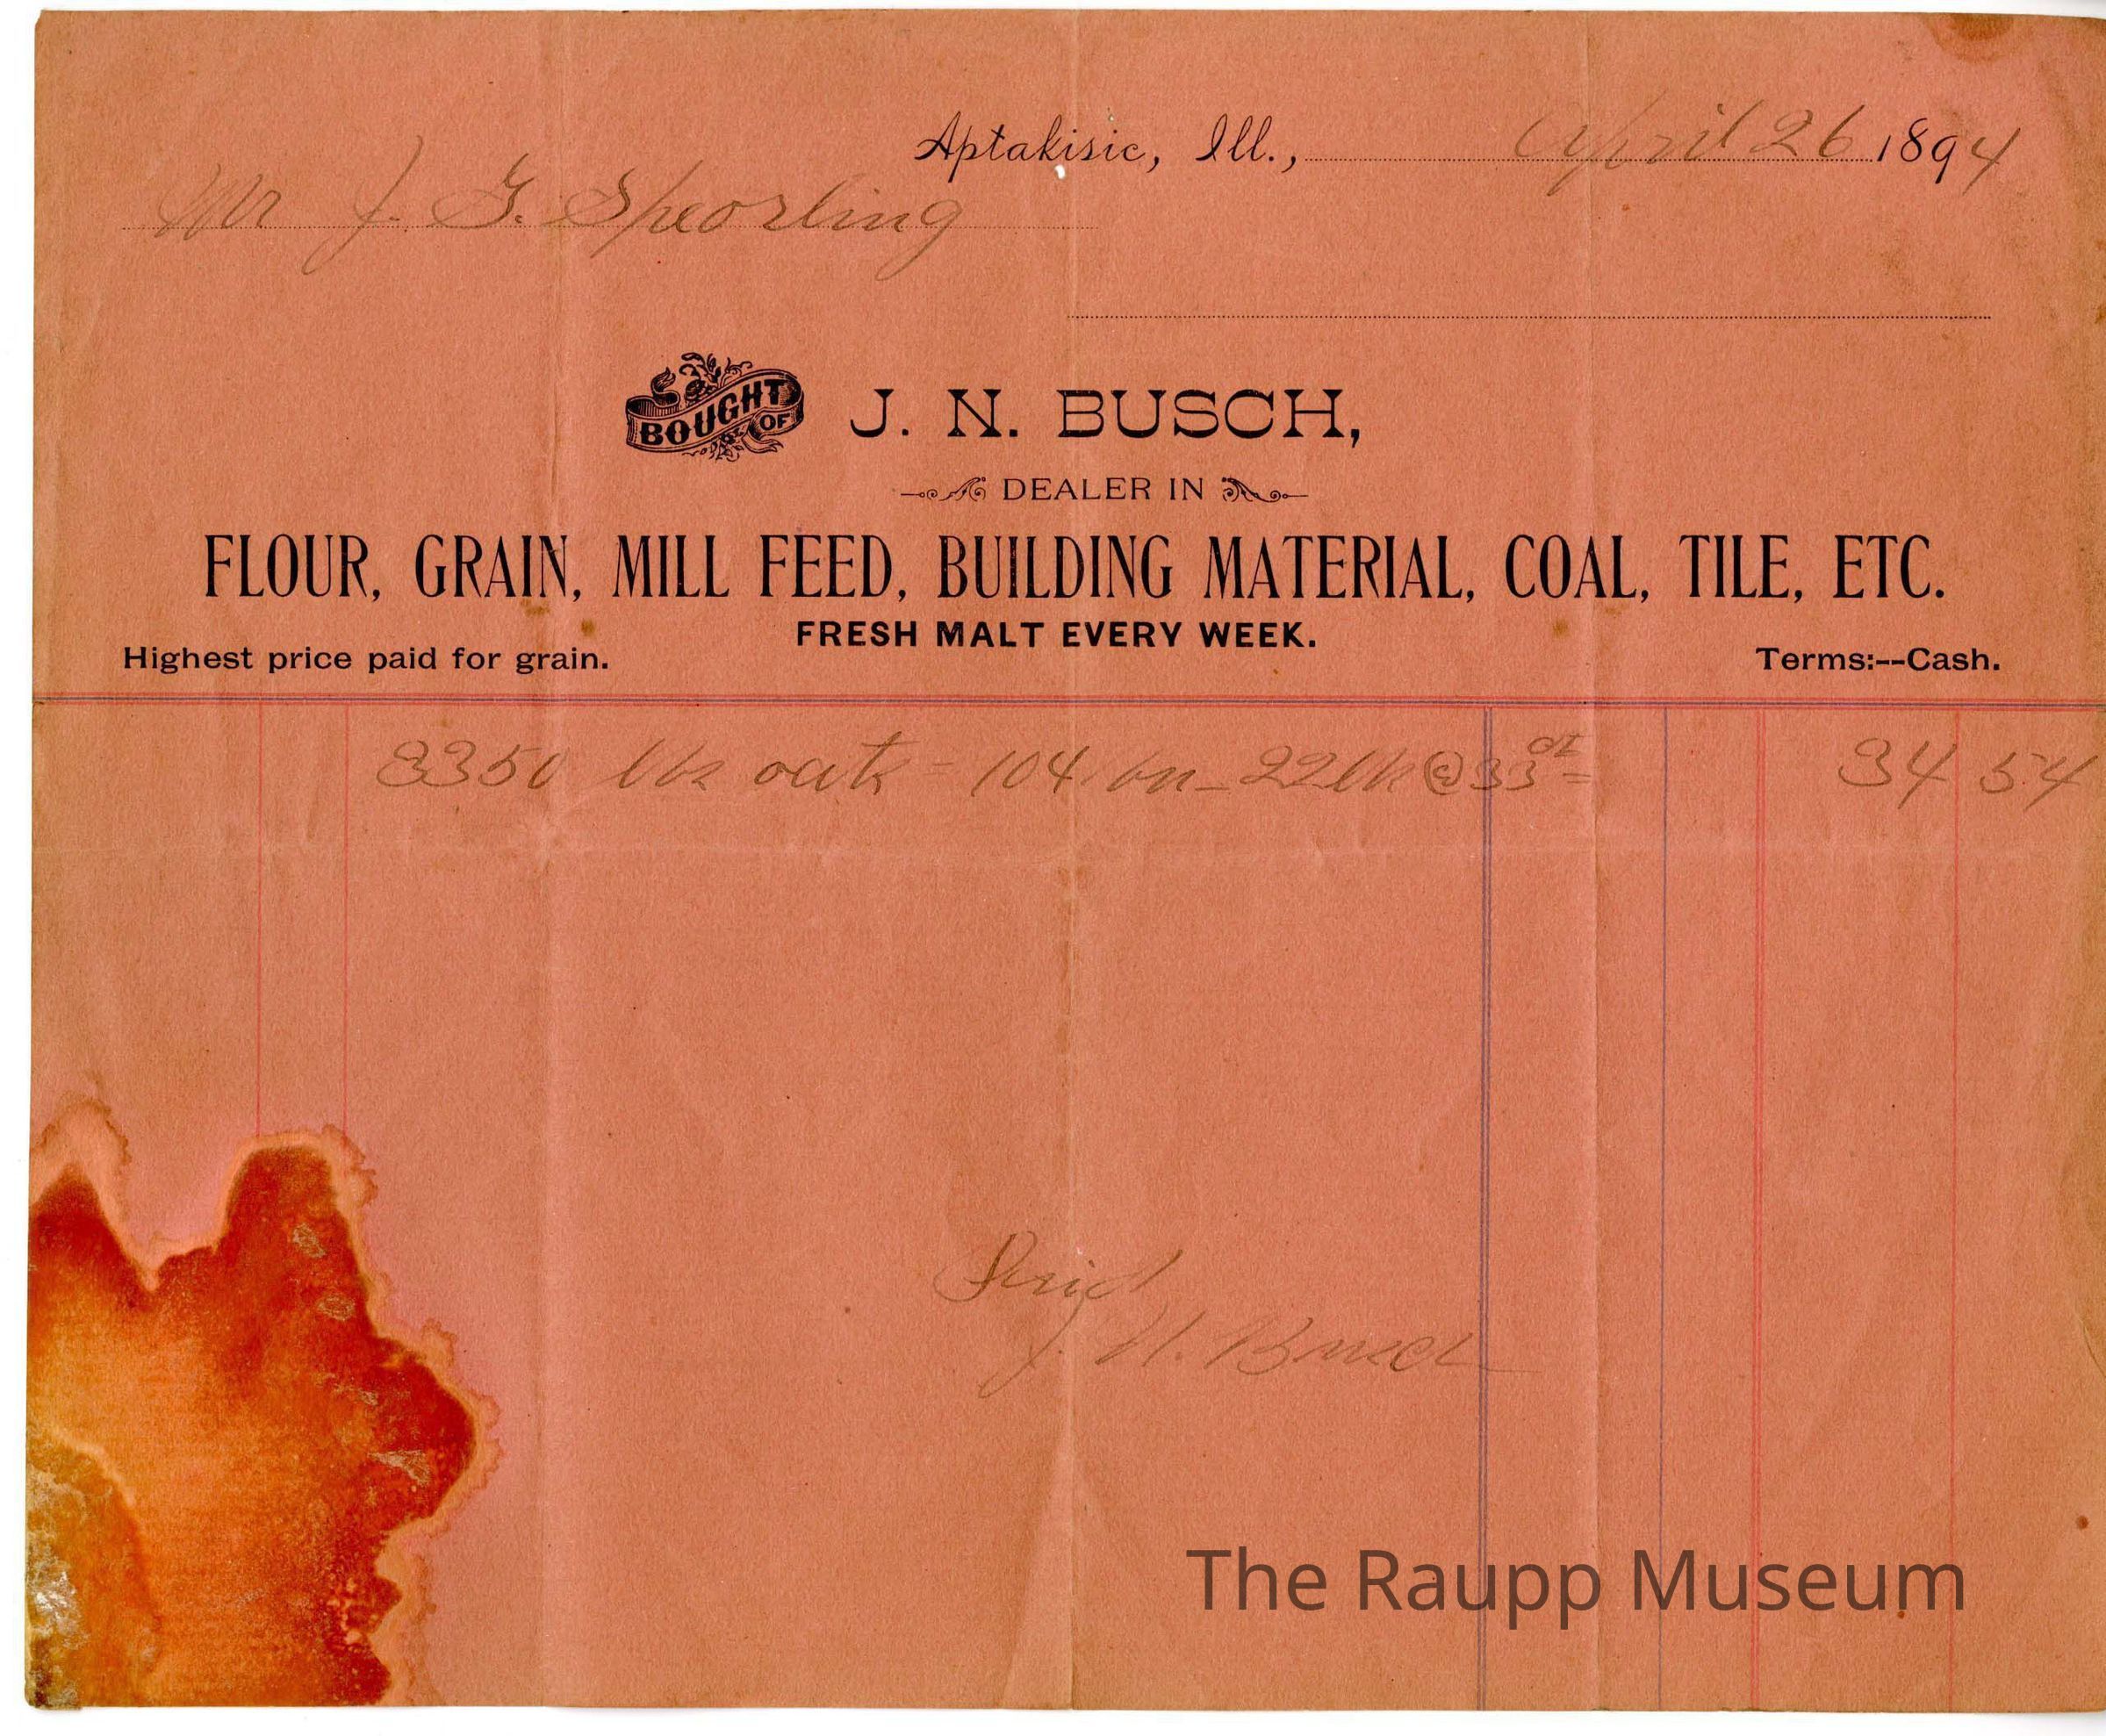 Aptakisic, Ill., April 26 1894
Mr J. G. Speorling
BOUGHT OF J. N. BUSCH,
DEALER IN
FLOUR, GRAIN, MILL FEED, BUILDING MATERIAL, COAL, TILE, ETC.
FRESH MALT EVERY WEEK.
Highest price paid for grain. Terms:--Cash.
3350 lbs oats = 104 bu - 22 lbs @ 33 ct = 34 54
Paid
J. N. Busch
The Raupp Museum